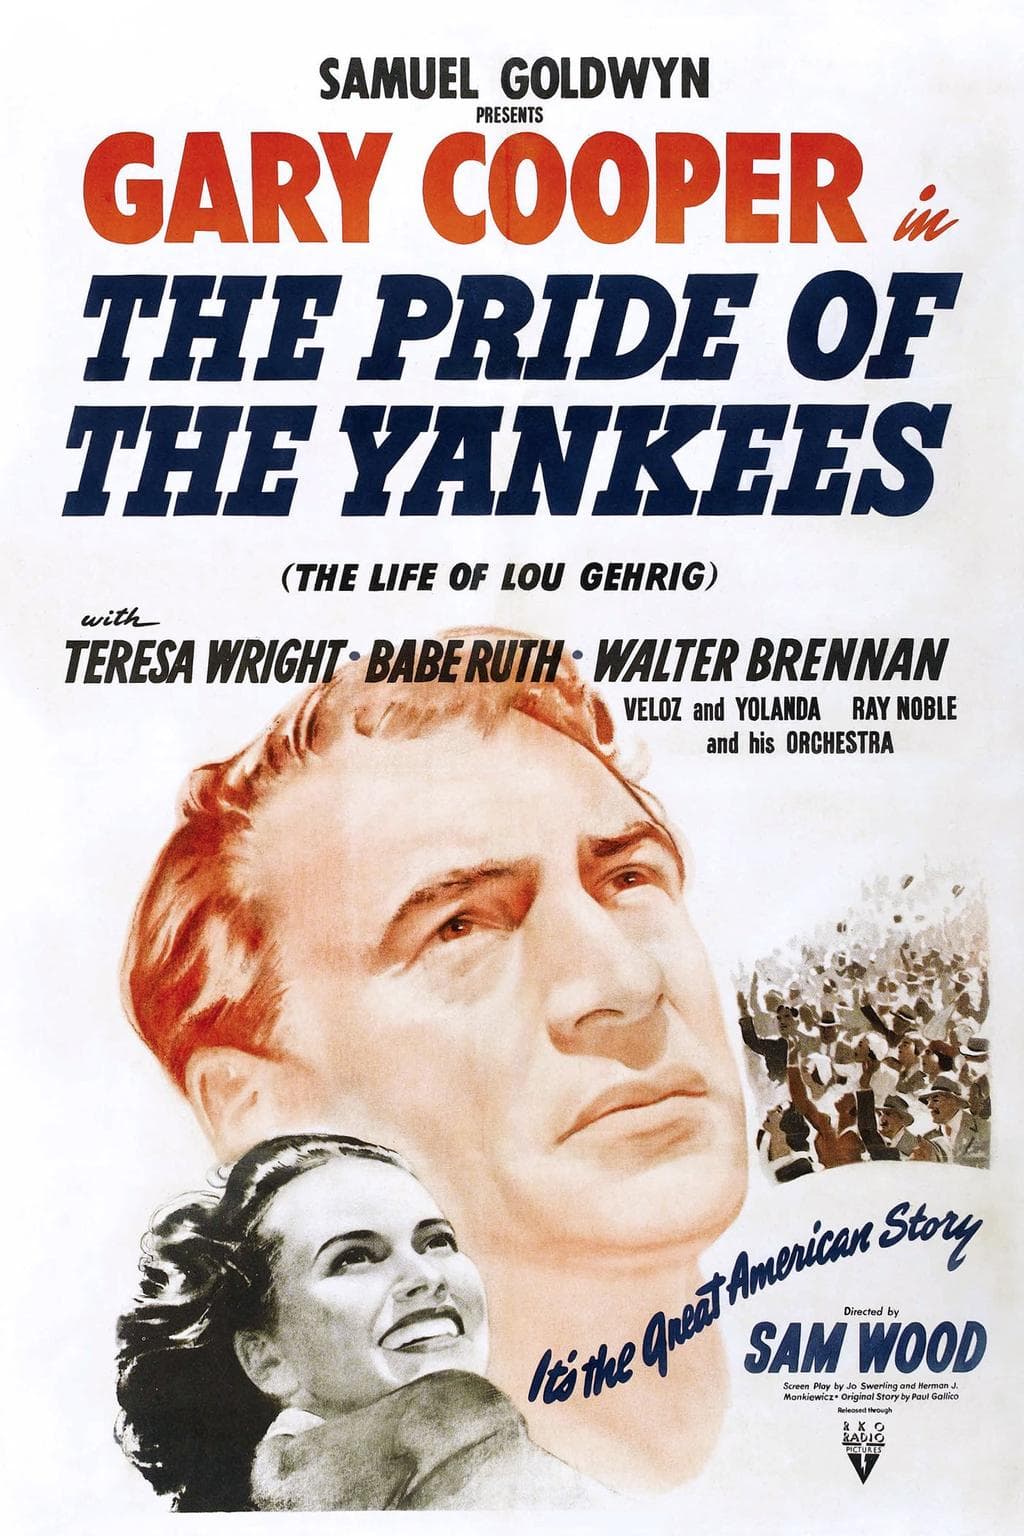 SAMUEL GOLDWYN
PRESENTS
GARY COOPER in
THE PRIDE OF
THE YANKEES
(THE LIFE OF LOU GEHRIG)
with
TERESA WRIGHT • BABE RUTH • WALTER BRENNAN
VELOZ and YOLANDA RAY NOBLE
and his ORCHESTRA
It's the Great American Story
Directed by
SAM WOOD
Screen Play by Jo Swerling and Herman J.
Mankiewicz • Original Story by Paul Gallico
Released through
RKO
RADIO
PICTURES